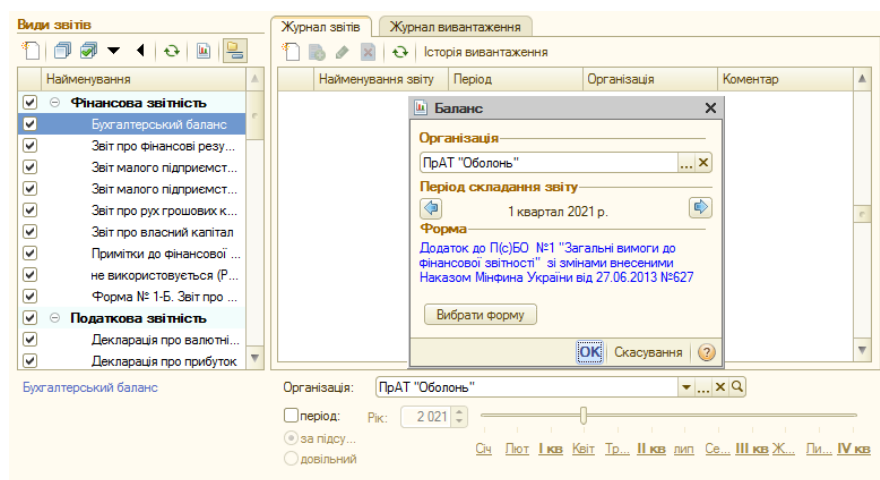 Види звітів
Найменування
Фінансова звітність
Бухгалтерський баланс
Звіт про фінансові резу...
Звіт малого підприємст...
Звіт малого підприємст...
Звіт про рух грошових к...
Звіт про власний капітал
Примітки до фінансової ...
не використовується (Р...
Форма № 1-Б. Звіт про ...
Податкова звітність
Декларація про валютні...
Декларація про прибуток
Бухгалтерський баланс
Журнал звітів Журнал вивантаження
Історія вивантаження
Найменування звіту Період Організація Коментар
Баланс
Організація
ПрАТ "Оболонь"
Період складання звіту
1 квартал 2021 р.
Форма
Додаток до П(с)БО №1 "Загальні вимоги до
фінансової звітності" зі змінами внесеними
Наказом Мінфина України від 27.06.2013 №627
Вибрати форму
ОК Скасування
Організація: ПрАТ "Оболонь"
період: Рік: 2 021
за підсу...
довільний
Січ Лют I кв Квіт Тр... II кв лип Се... III кв Ж... Ли... IV кв